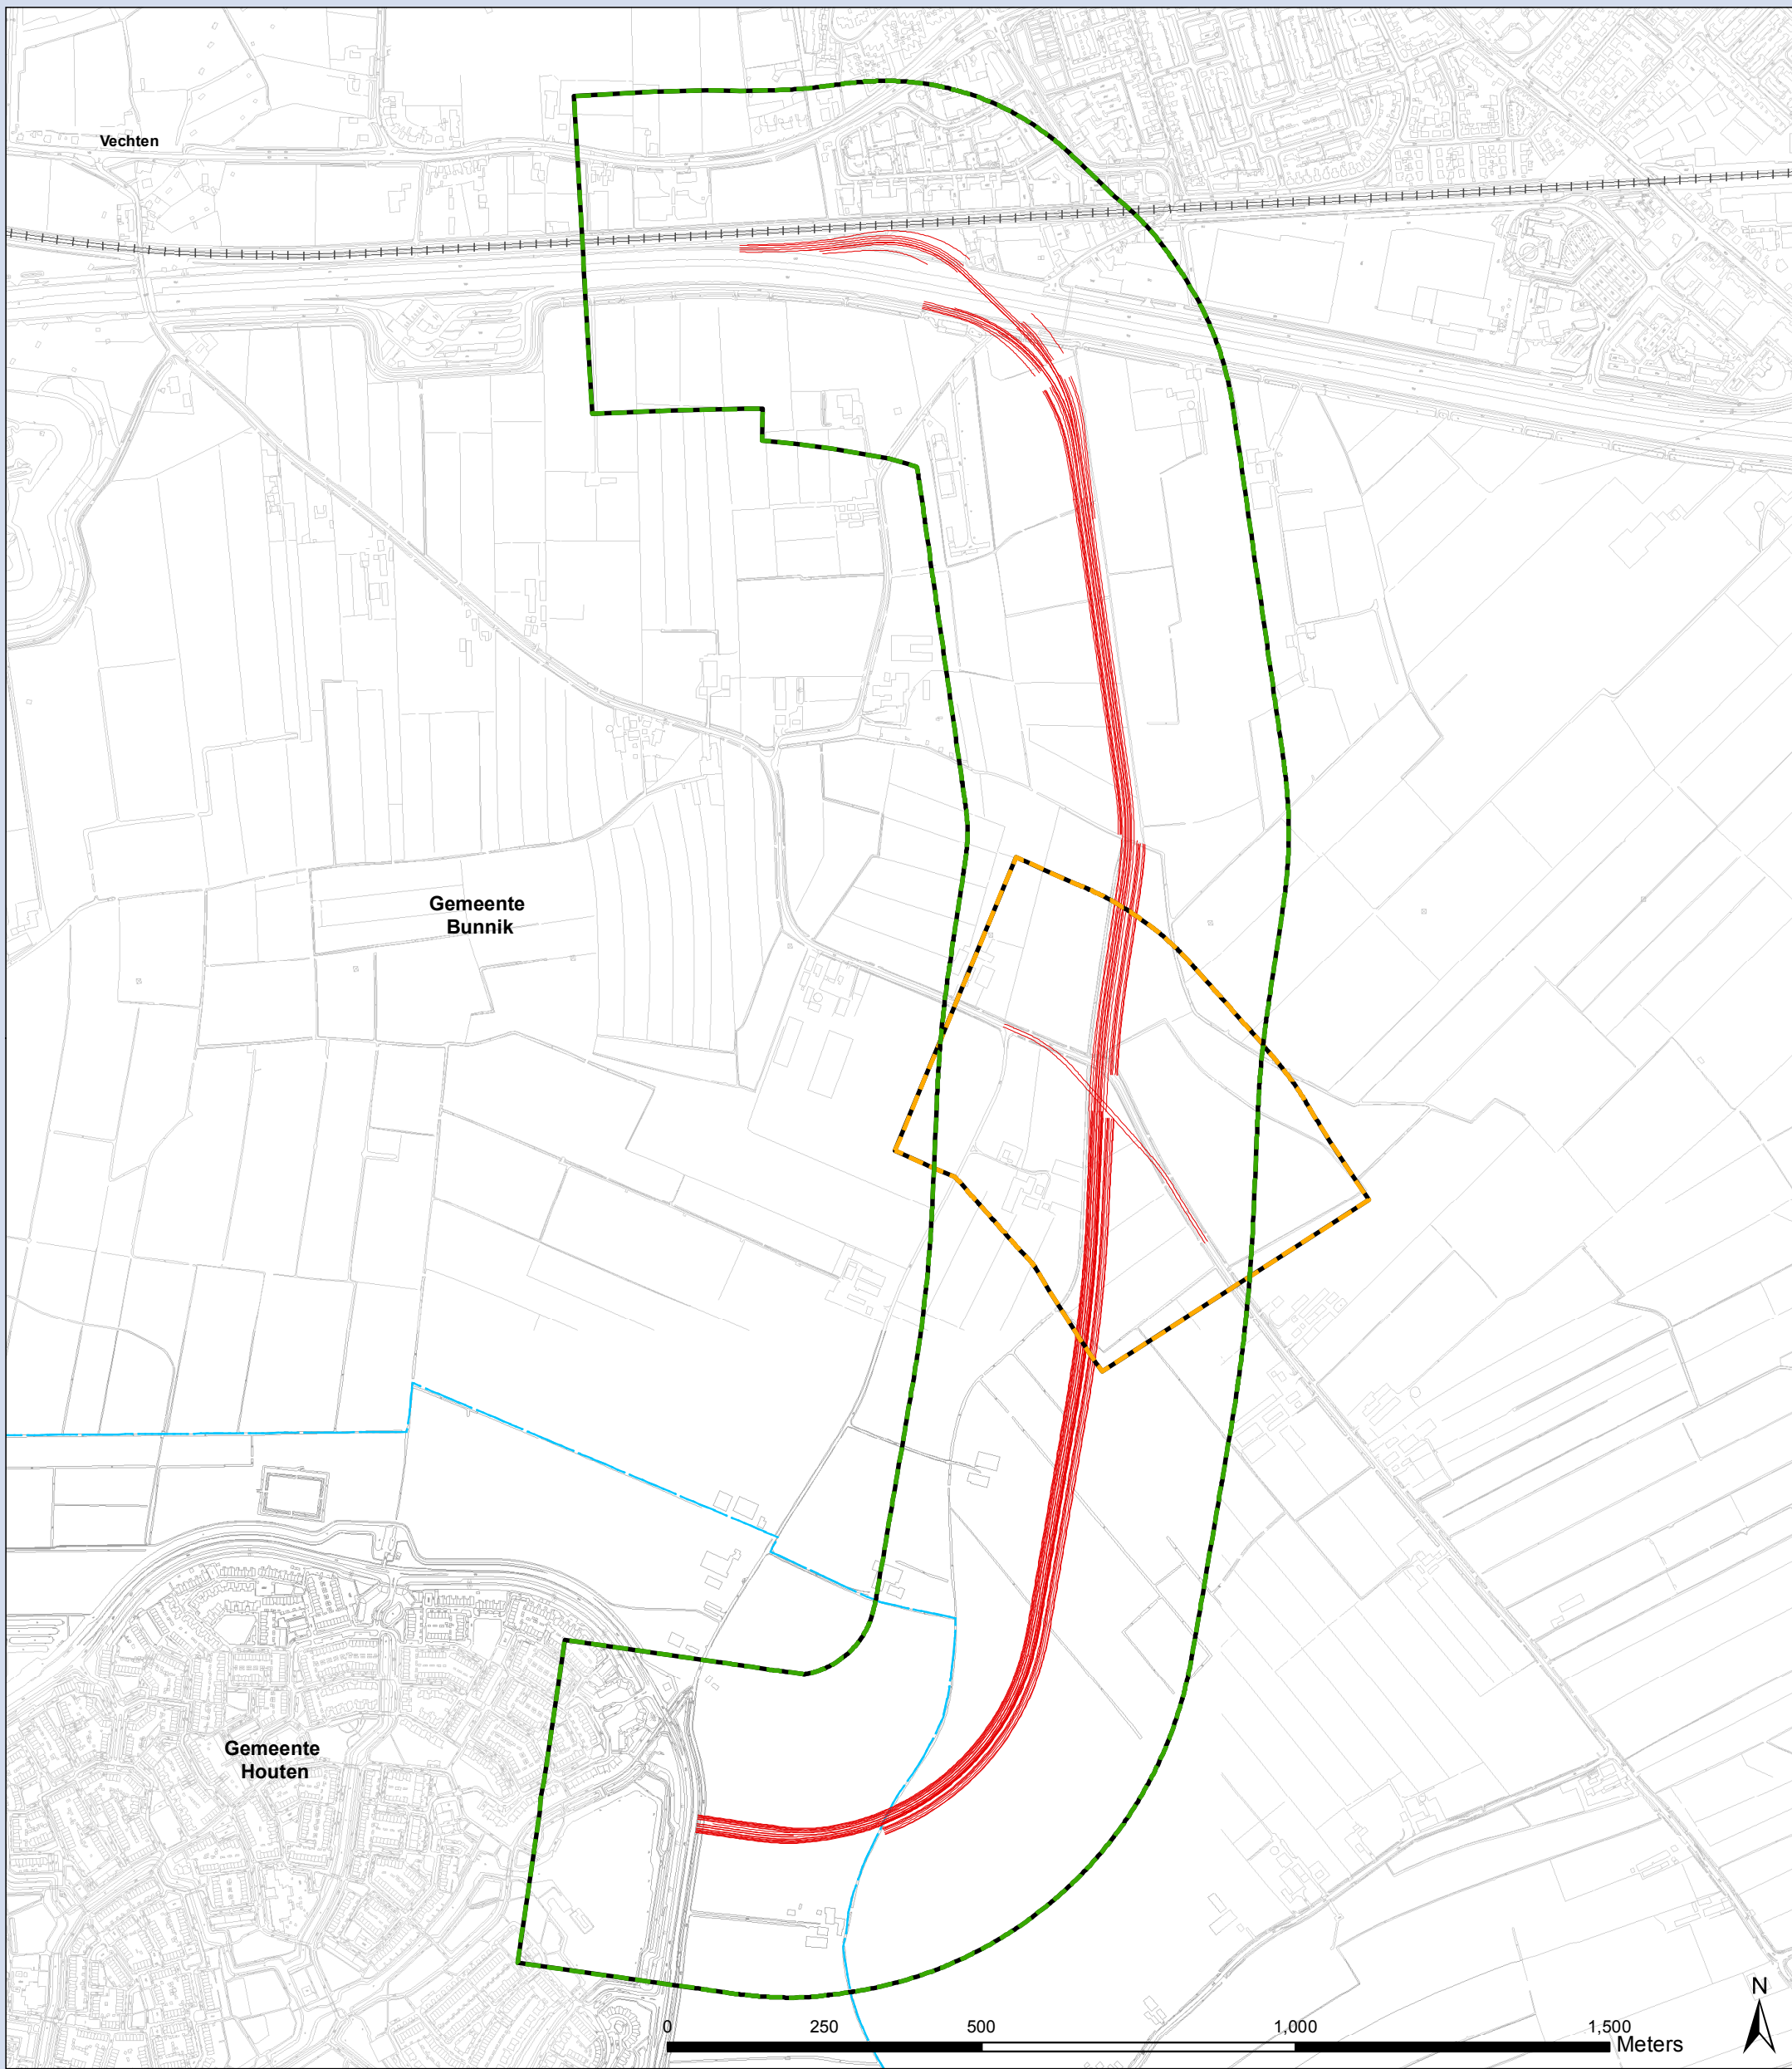 Vechten
Gemeente
Bunnik
Gemeente
Houten
N
0 250 500 1,000 1,500
Meters